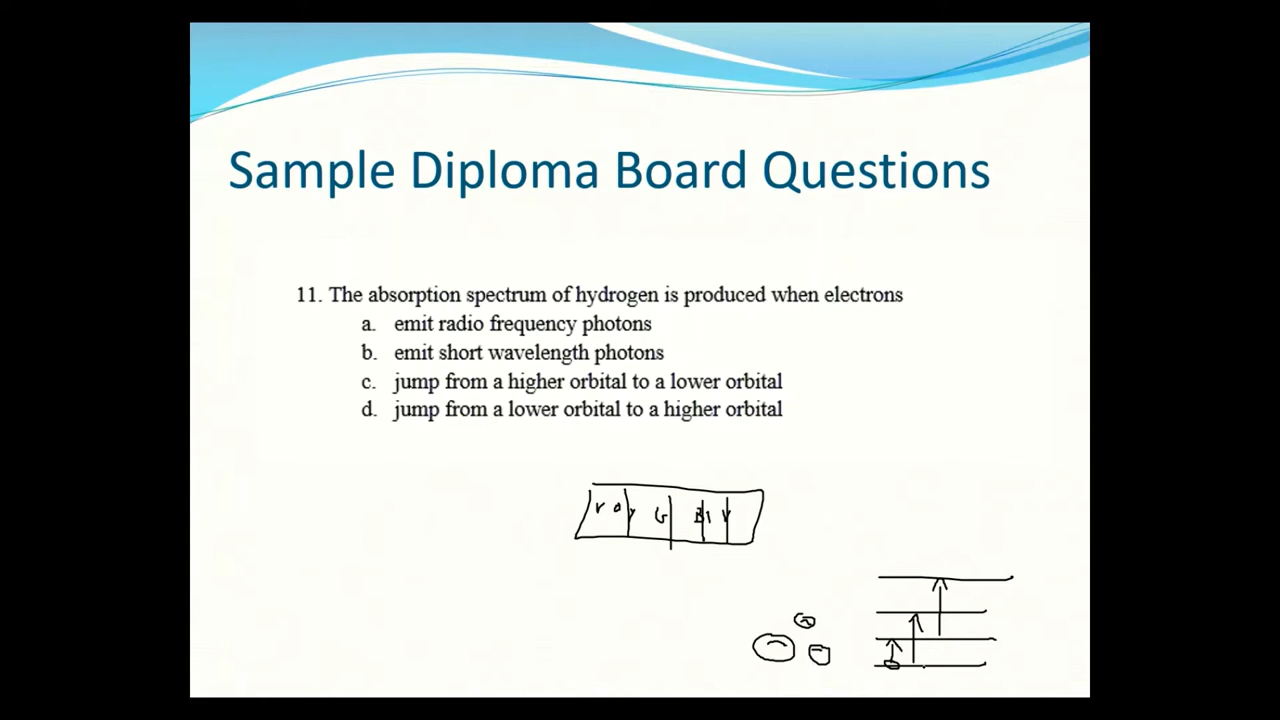 Sample Diploma Board Questions
11. The absorption spectrum of hydrogen is produced when electrons
a. emit radio frequency photons
b. emit short wavelength photons
c. jump from a higher orbital to a lower orbital
d. jump from a lower orbital to a higher orbital
r o y G B I V